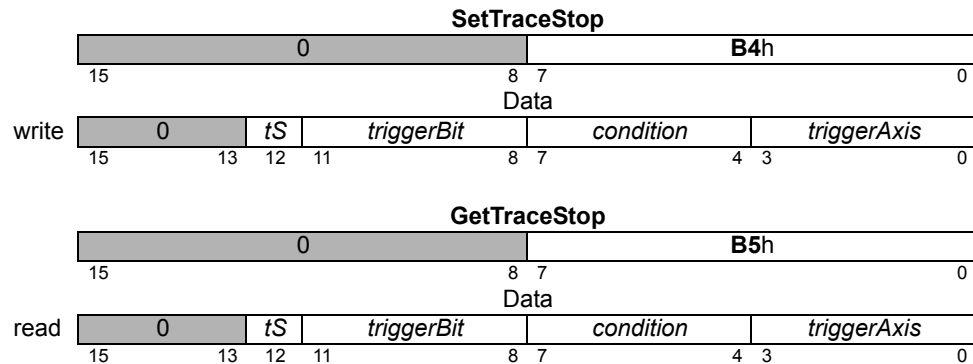 SetTraceStop
0 B4h
15 8 7 0
Data
write 0 tS triggerBit condition triggerAxis
15 13 12 11 8 7 4 3 0
GetTraceStop
0 B5h
15 8 7 0
Data
read 0 tS triggerBit condition triggerAxis
15 13 12 11 8 7 4 3 0